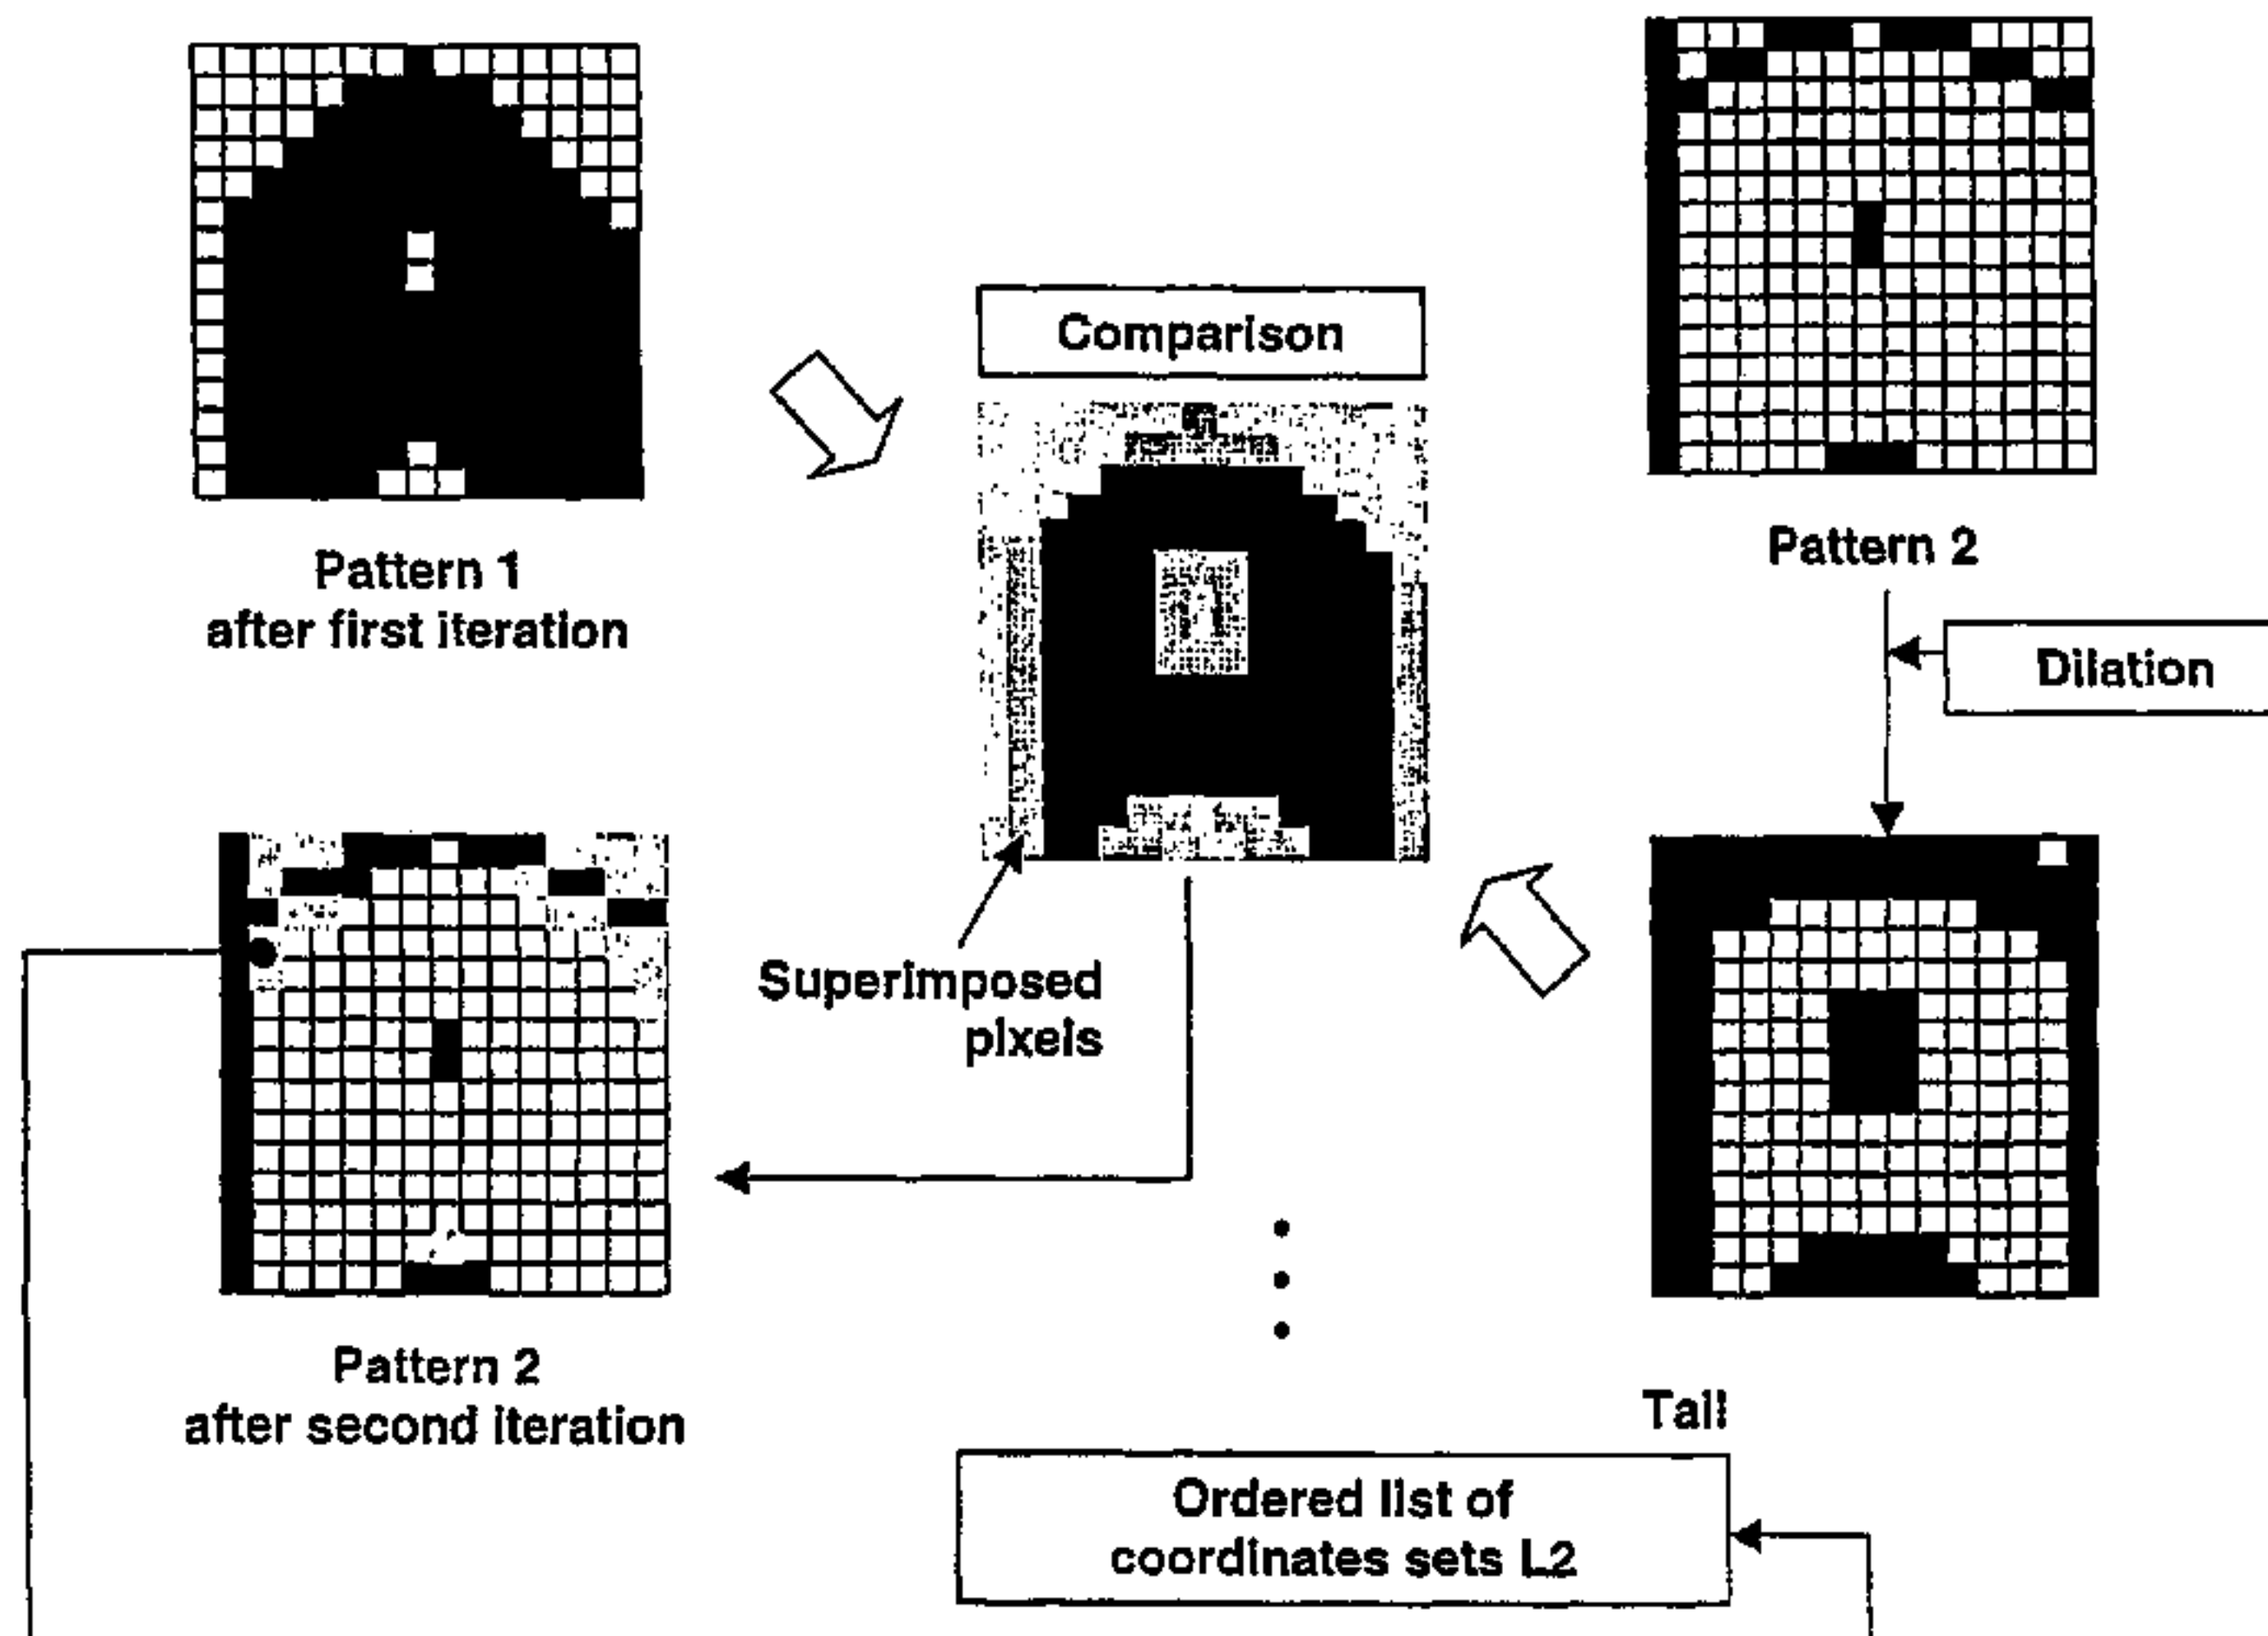 Comparison
Pattern 1
after first iteration
Pattern 2
Dilation
Superimposed
pixels
Pattern 2
after second iteration
Tail
Ordered list of
coordinates sets L2